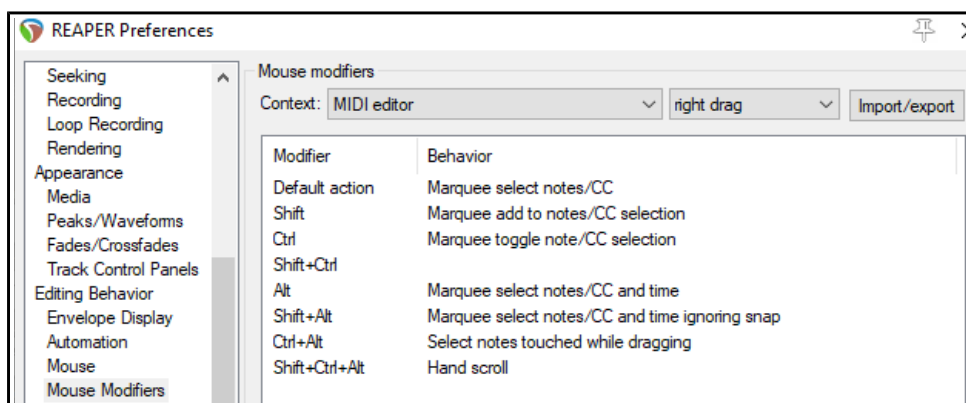 REAPER Preferences
Seeking
Recording
Loop Recording
Rendering
Appearance
Media
Peaks/Waveforms
Fades/Crossfades
Track Control Panels
Editing Behavior
Envelope Display
Automation
Mouse
Mouse Modifiers
Mouse modifiers
Context: MIDI editor right drag Import/export
Modifier Behavior
Default action Marquee select notes/CC
Shift Marquee add to notes/CC selection
Ctrl Marquee toggle note/CC selection
Shift+Ctrl
Alt Marquee select notes/CC and time
Shift+Alt Marquee select notes/CC and time ignoring snap
Ctrl+Alt Select notes touched while dragging
Shift+Ctrl+Alt Hand scroll